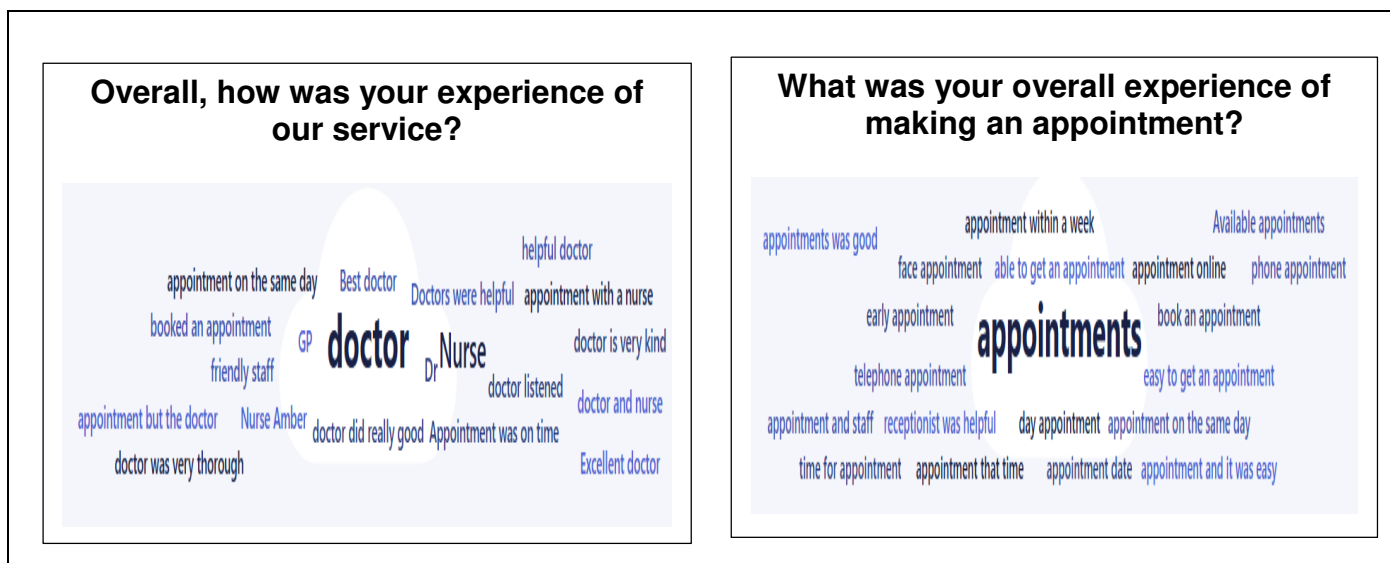 Overall, how was your experience of
our service?
helpful doctor
appointment on the same day
Best doctor
Doctors were helpful
appointment with a nurse
booked an appointment
GP
doctor
Dr
Nurse
doctor is very kind
friendly staff
doctor listened
doctor and nurse
appointment but the doctor
Nurse Amber
doctor did really good
Appointment was on time
doctor was very thorough
Excellent doctor
What was your overall experience of
making an appointment?
appointments was good
appointment within a week
Available appointments
face appointment
able to get an appointment
appointment online
phone appointment
early appointment
appointments
book an appointment
telephone appointment
easy to get an appointment
appointment and staff
receptionist was helpful
day appointment
appointment on the same day
time for appointment
appointment that time
appointment date
appointment and it was easy